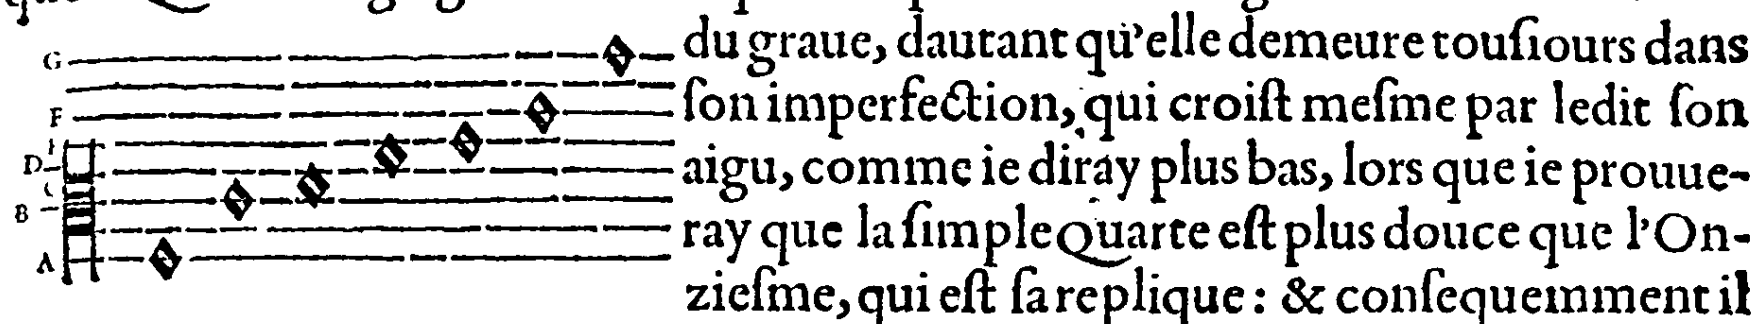 G du graue, dautant qu'elle demeure touſiours dans
F ſon imperfection, qui croiſt meſme par ledit ſon
D aigu, comme ie diray plus bas, lors que ie prouue-
C
B
A ray que la ſimple Quarte eſt plus douce que l'On-
zieſme, qui eſt ſa replique : & conſequemment il